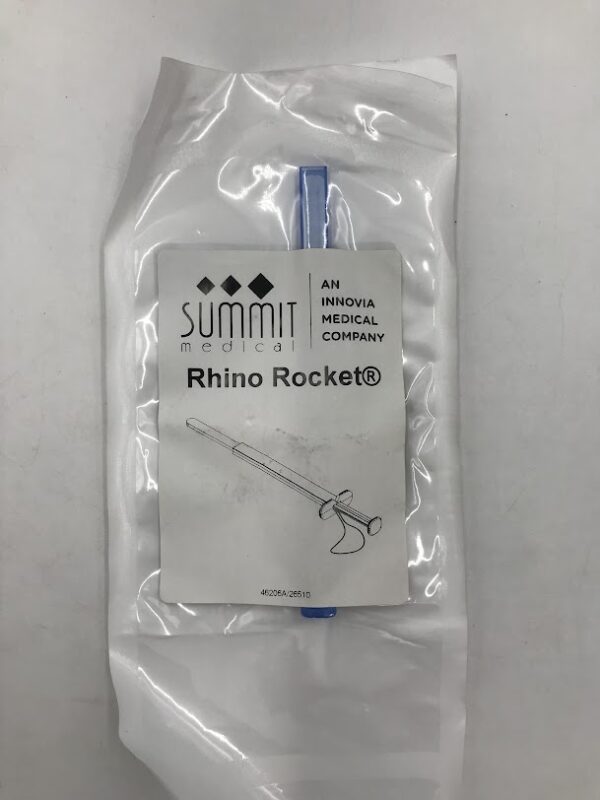 SUMMIT
medical
AN
INNOVIA
MEDICAL
COMPANY
Rhino Rocket®
46206A/26510